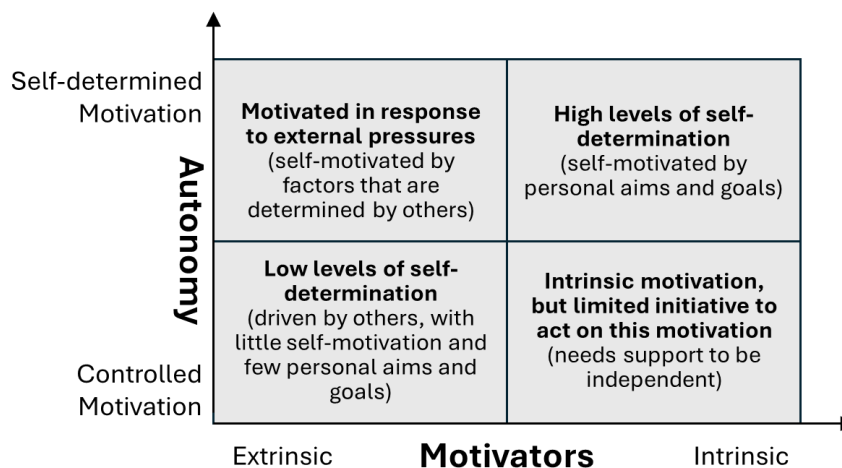 Self-determined
Motivation
Autonomy
Controlled
Motivation
Motivated in response
to external pressures
(self-motivated by
factors that are
determined by others)
High levels of self-
determination
(self-motivated by
personal aims and goals)
Low levels of self-
determination
(driven by others, with
little self-motivation and
few personal aims and
goals)
Intrinsic motivation,
but limited initiative to
act on this motivation
(needs support to be
independent)
Extrinsic
Motivators
Intrinsic